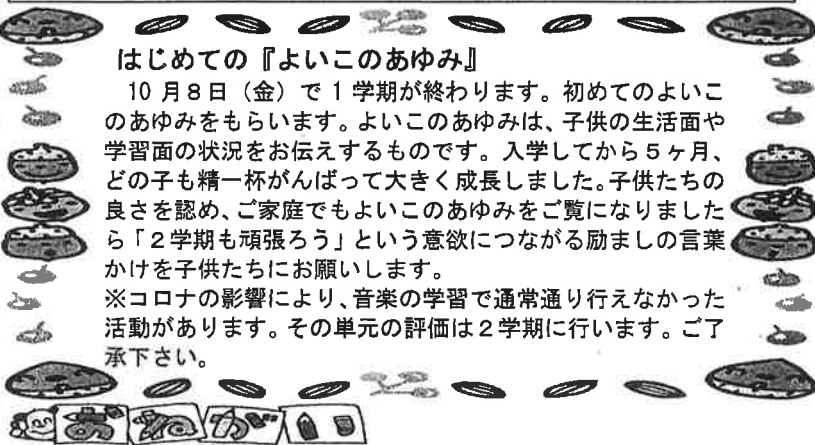 はじめての『よいこのあゆみ』
10月8日（金）で1学期が終わります。初めてのよいこ
のあゆみをもらいます。よいこのあゆみは、子供の生活面や
学習面の状況をお伝えするものです。入学してから5ヶ月、
どの子も精一杯がんばって大きく成長しました。子供たちの
良さを認め、ご家庭でもよいこのあゆみをご覧になりました
ら「2学期も頑張ろう」という意欲につながる励ましの言葉
かけを子供たちにお願いします。
※コロナの影響により、音楽の学習で通常通り行えなかった
活動があります。その単元の評価は2学期に行います。ご了
承下さい。
おねがい